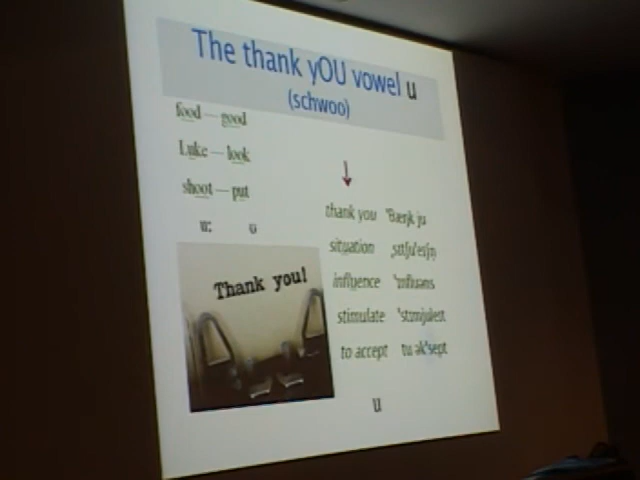 The thank yOU vowel u
(schwoo)
food — good
Luke — look
shoot — put
uː ʊ
↓
thank you ˈθæŋk ju
situation ˌsɪtʃuˈeɪʃn̩
influence ˈɪnfluəns
stimulate ˈstɪmjuleɪt
to accept tu əkˈsept
Thank you!
u